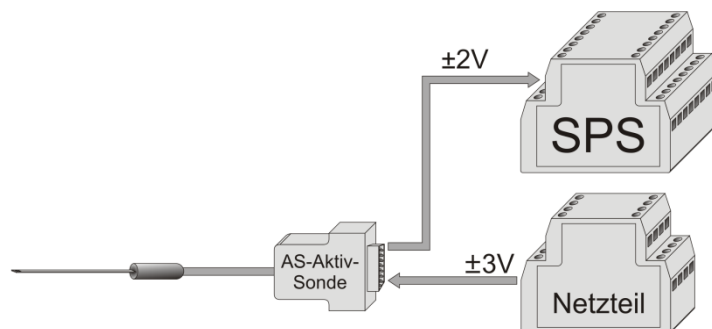 ±2V
SPS
AS-Aktiv-
Sonde
±3V
Netzteil